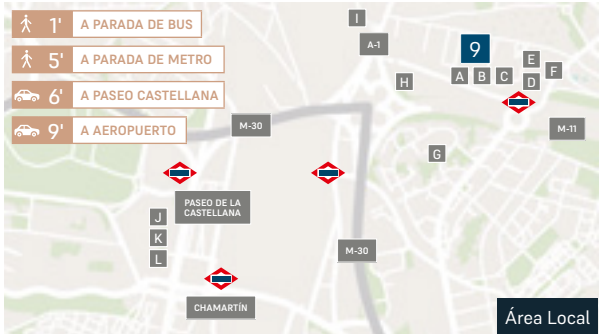 1' A PARADA DE BUS
5' A PARADA DE METRO
6' A PASEO CASTELLANA
9' A AEROPUERTO
I
A-1
9
H
A B C
E
D
F
M-30
M-11
G
PASEO DE LA
CASTELLANA
J
K
L
M-30
CHAMARTÍN
Área Local